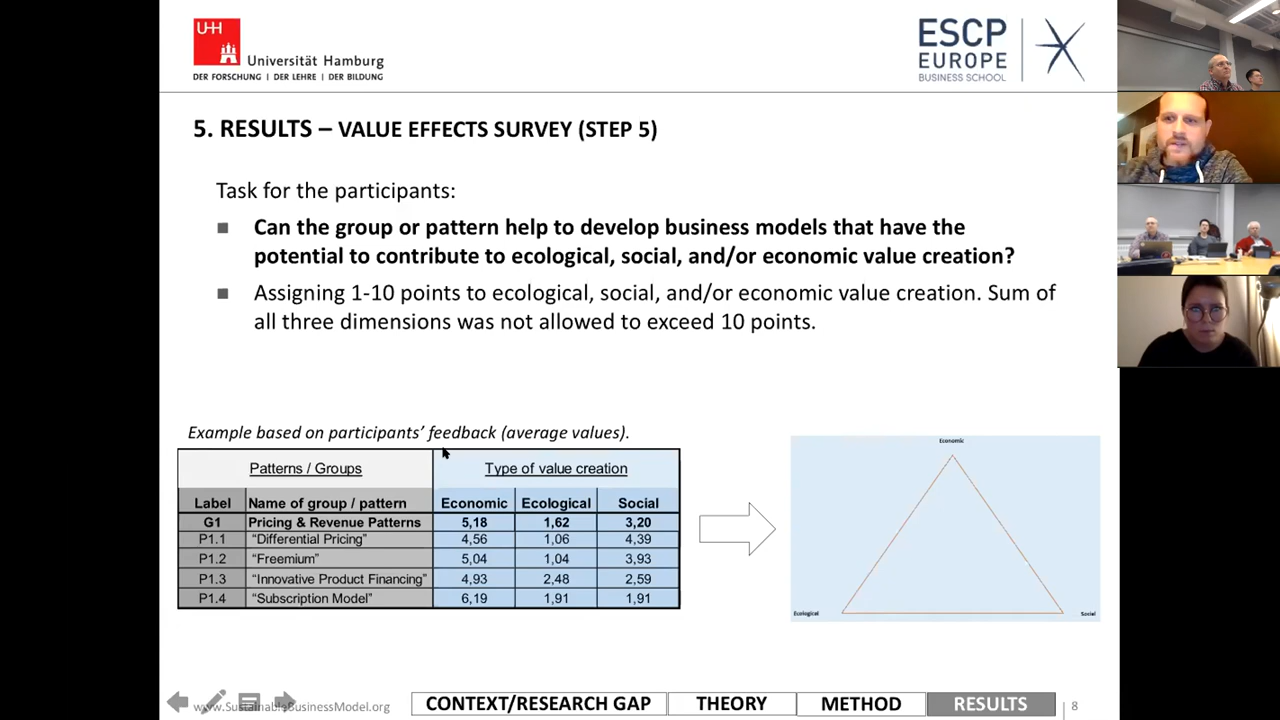 UHH
Universität Hamburg
DER FORSCHUNG | DER LEHRE | DER BILDUNG
ESCP
EUROPE
BUSINESS SCHOOL
5. RESULTS – VALUE EFFECTS SURVEY (STEP 5)
Task for the participants:
Can the group or pattern help to develop business models that have the
potential to contribute to ecological, social, and/or economic value creation?
Assigning 1-10 points to ecological, social, and/or economic value creation. Sum of
all three dimensions was not allowed to exceed 10 points.
Example based on participants’ feedback (average values).
Patterns / Groups Type of value creation
Label Name of group / pattern Economic Ecological Social
G1 Pricing & Revenue Patterns 5,18 1,62 3,20
P1.1 “Differential Pricing” 4,56 1,06 4,39
P1.2 “Freemium” 5,04 1,04 3,93
P1.3 “Innovative Product Financing” 4,93 2,48 2,59
P1.4 “Subscription Model” 6,19 1,91 1,91
Economic
Ecological
Social
www.SustainableBusinessModel.org
CONTEXT/RESEARCH GAP THEORY METHOD RESULTS 8